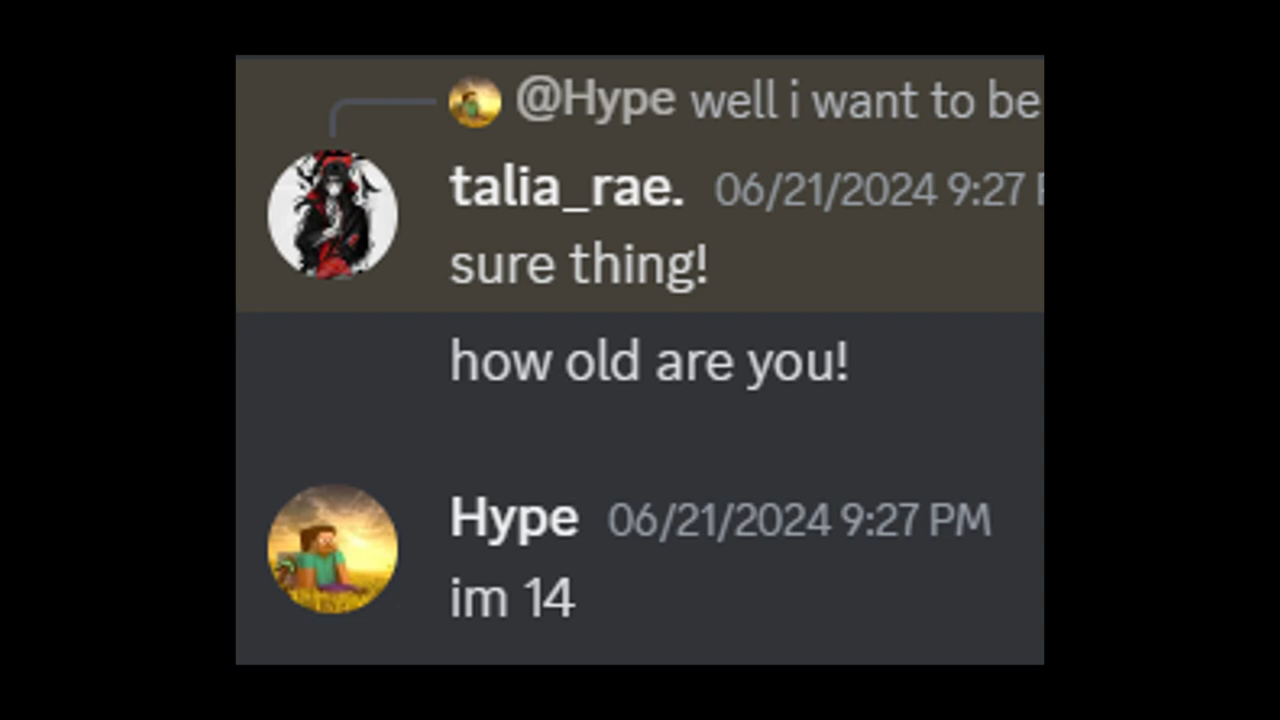 @Hype well i want to be
talia_rae. 06/21/2024 9:27
sure thing!
how old are you!
Hype 06/21/2024 9:27 PM
im 14